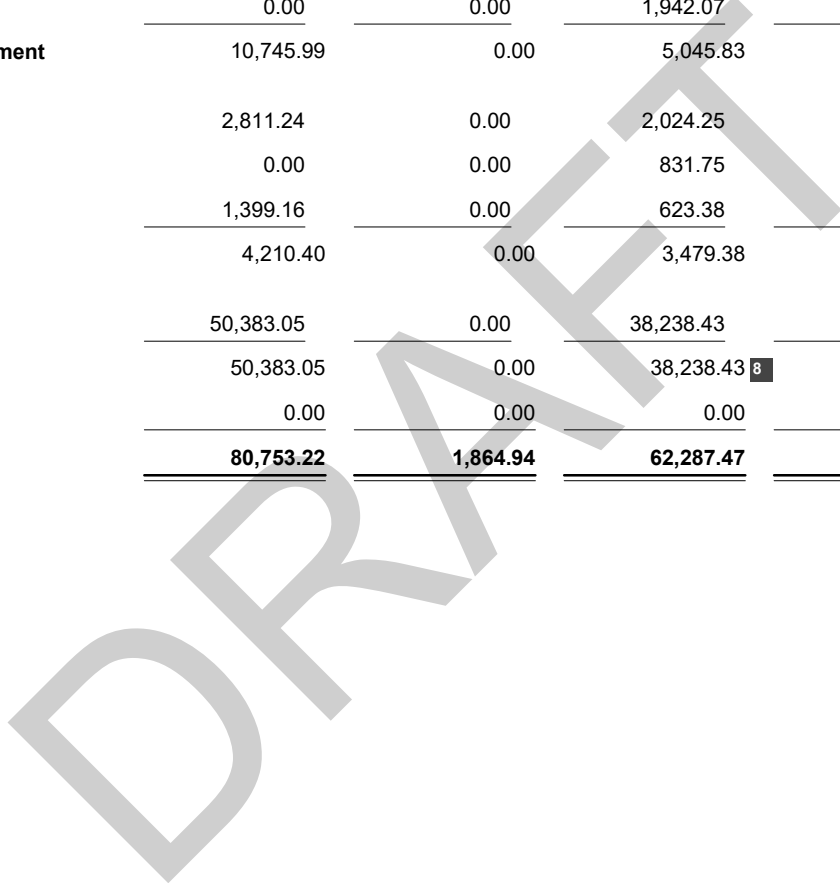 0.00 0.00 1,942.07
ment 10,745.99 0.00 5,045.83
2,811.24 0.00 2,024.25
0.00 0.00 831.75
1,399.16 0.00 623.38
4,210.40 0.00 3,479.38
50,383.05 0.00 38,238.43
50,383.05 0.00 38,238.43 8
0.00 0.00 0.00
80,753.22 1,864.94 62,287.47
DRAFT